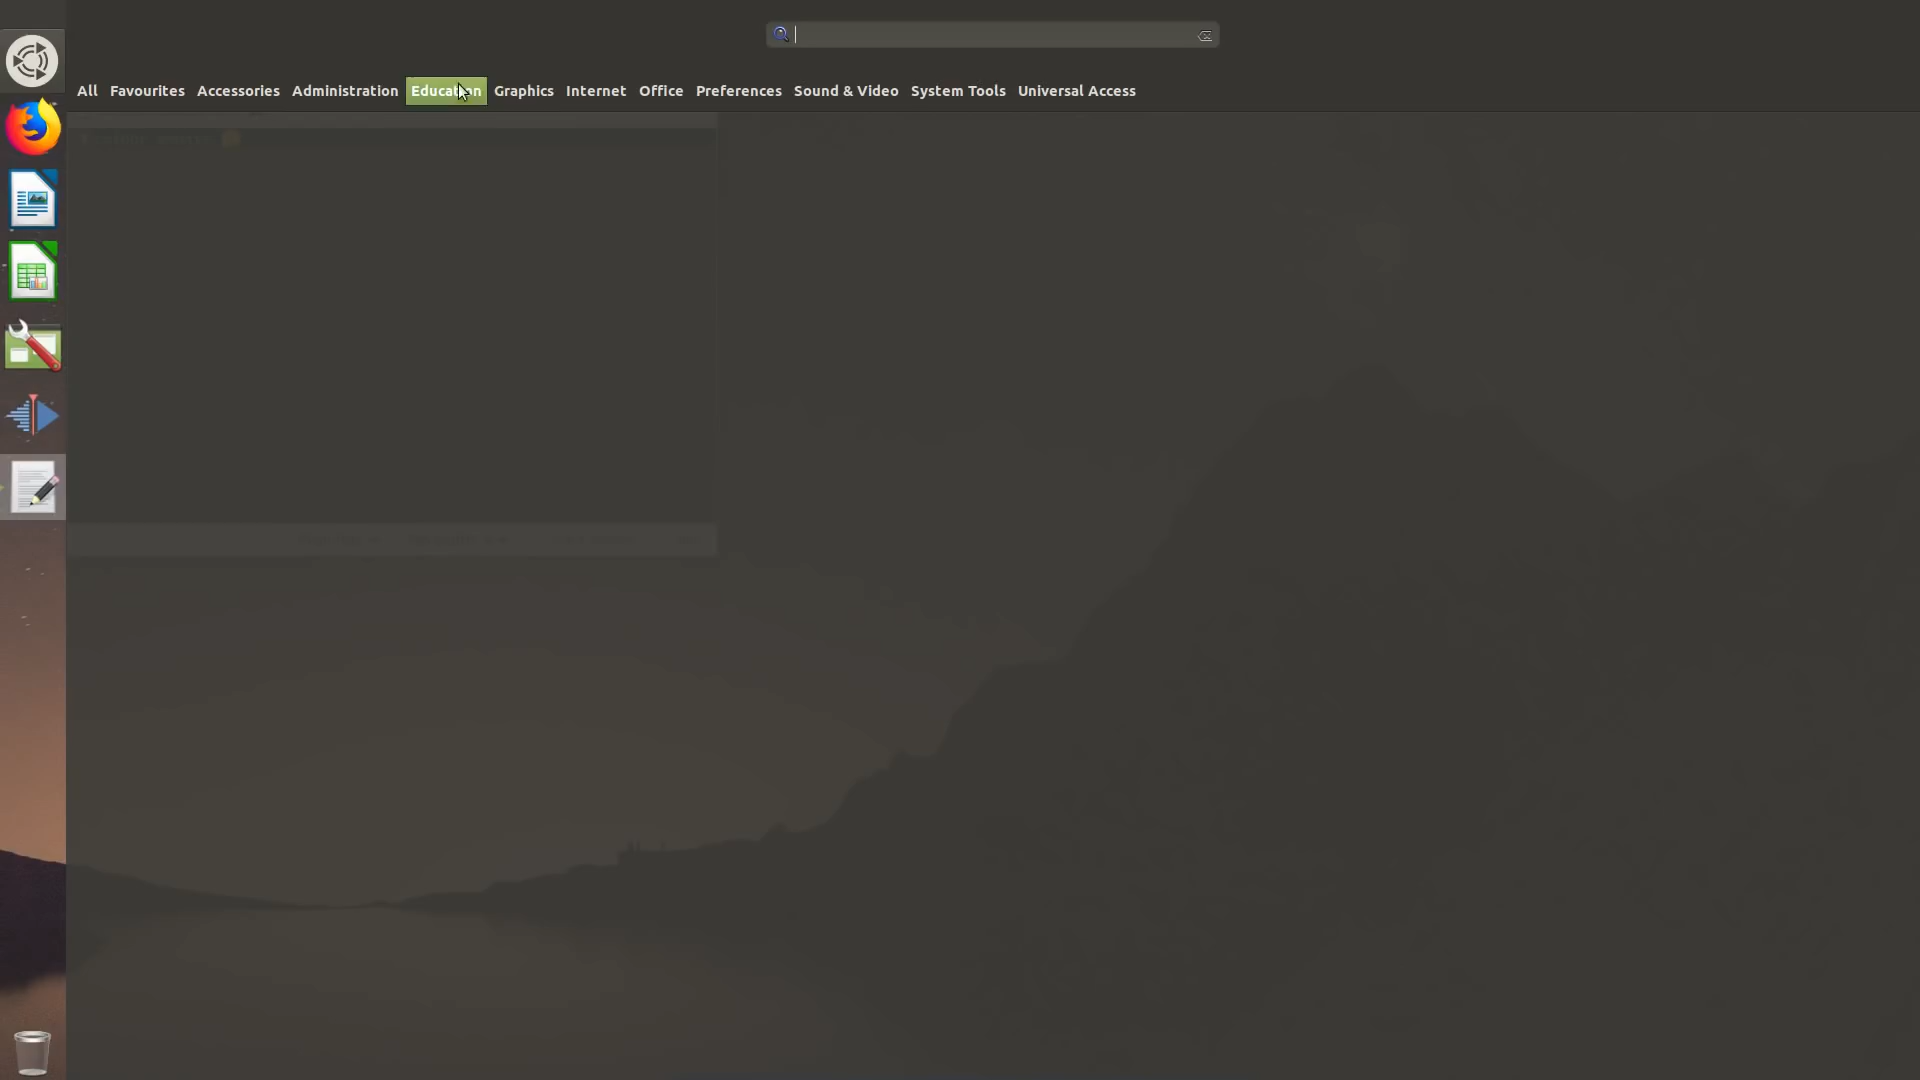 All Favourites Accessories Administration Education Graphics Internet Office Preferences Sound & Video System Tools Universal Access